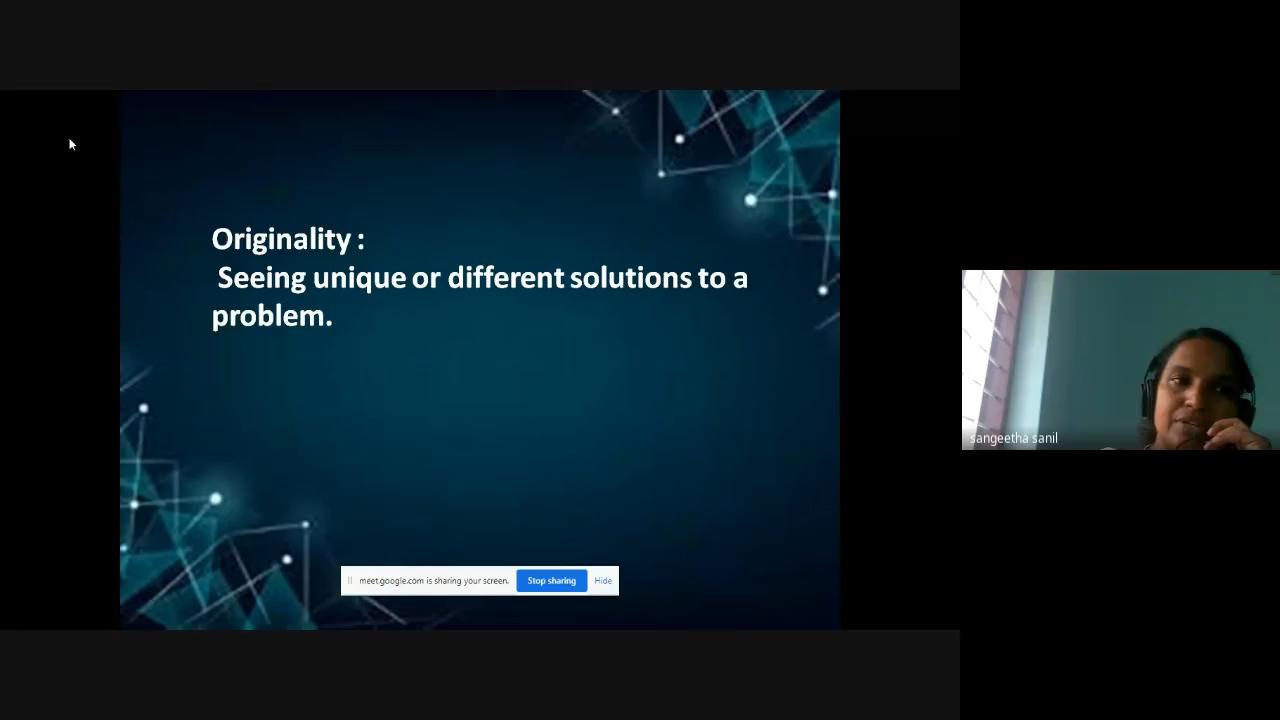 Originality :
Seeing unique or different solutions to a
problem.
meet.google.com is sharing your screen. Stop sharing Hide
sangeetha sanil